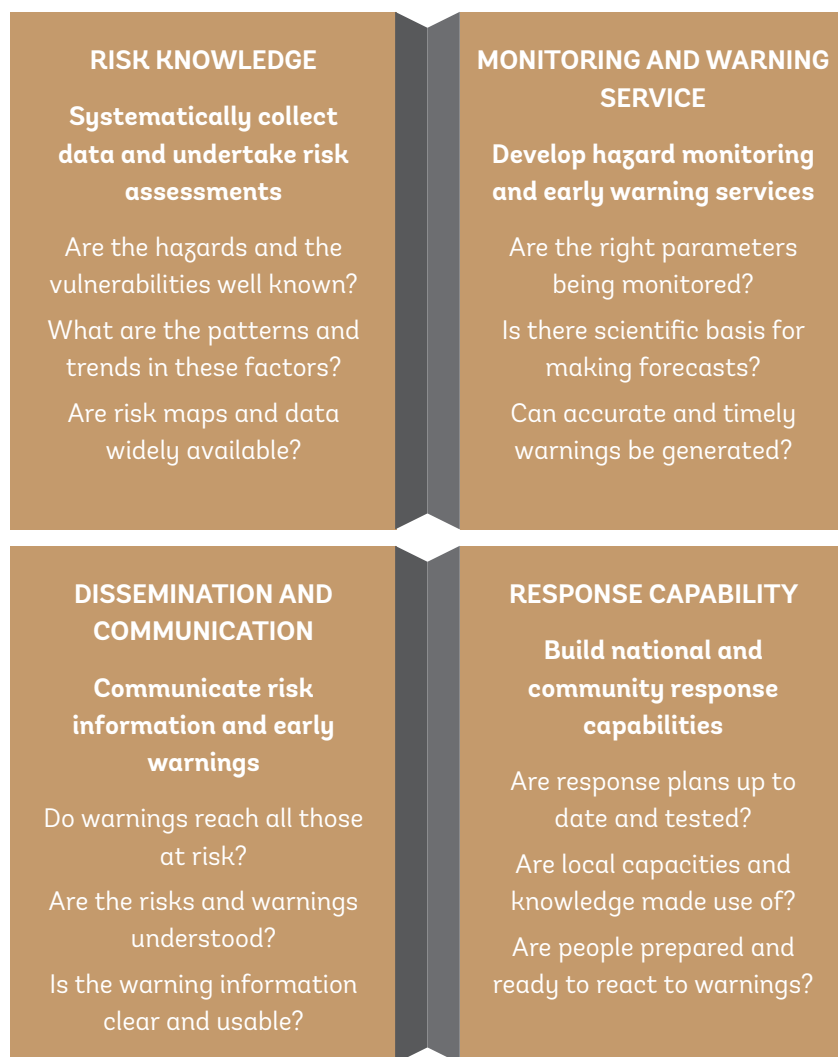 RISK KNOWLEDGE
Systematically collect
data and undertake risk
assessments
Are the hazards and the
vulnerabilities well known?
What are the patterns and
trends in these factors?
Are risk maps and data
widely available?
MONITORING AND WARNING
SERVICE
Develop hazard monitoring
and early warning services
Are the right parameters
being monitored?
Is there scientific basis for
making forecasts?
Can accurate and timely
warnings be generated?
DISSEMINATION AND
COMMUNICATION
Communicate risk
information and early
warnings
Do warnings reach all those
at risk?
Are the risks and warnings
understood?
Is the warning information
clear and usable?
RESPONSE CAPABILITY
Build national and
community response
capabilities
Are response plans up to
date and tested?
Are local capacities and
knowledge made use of?
Are people prepared and
ready to react to warnings?